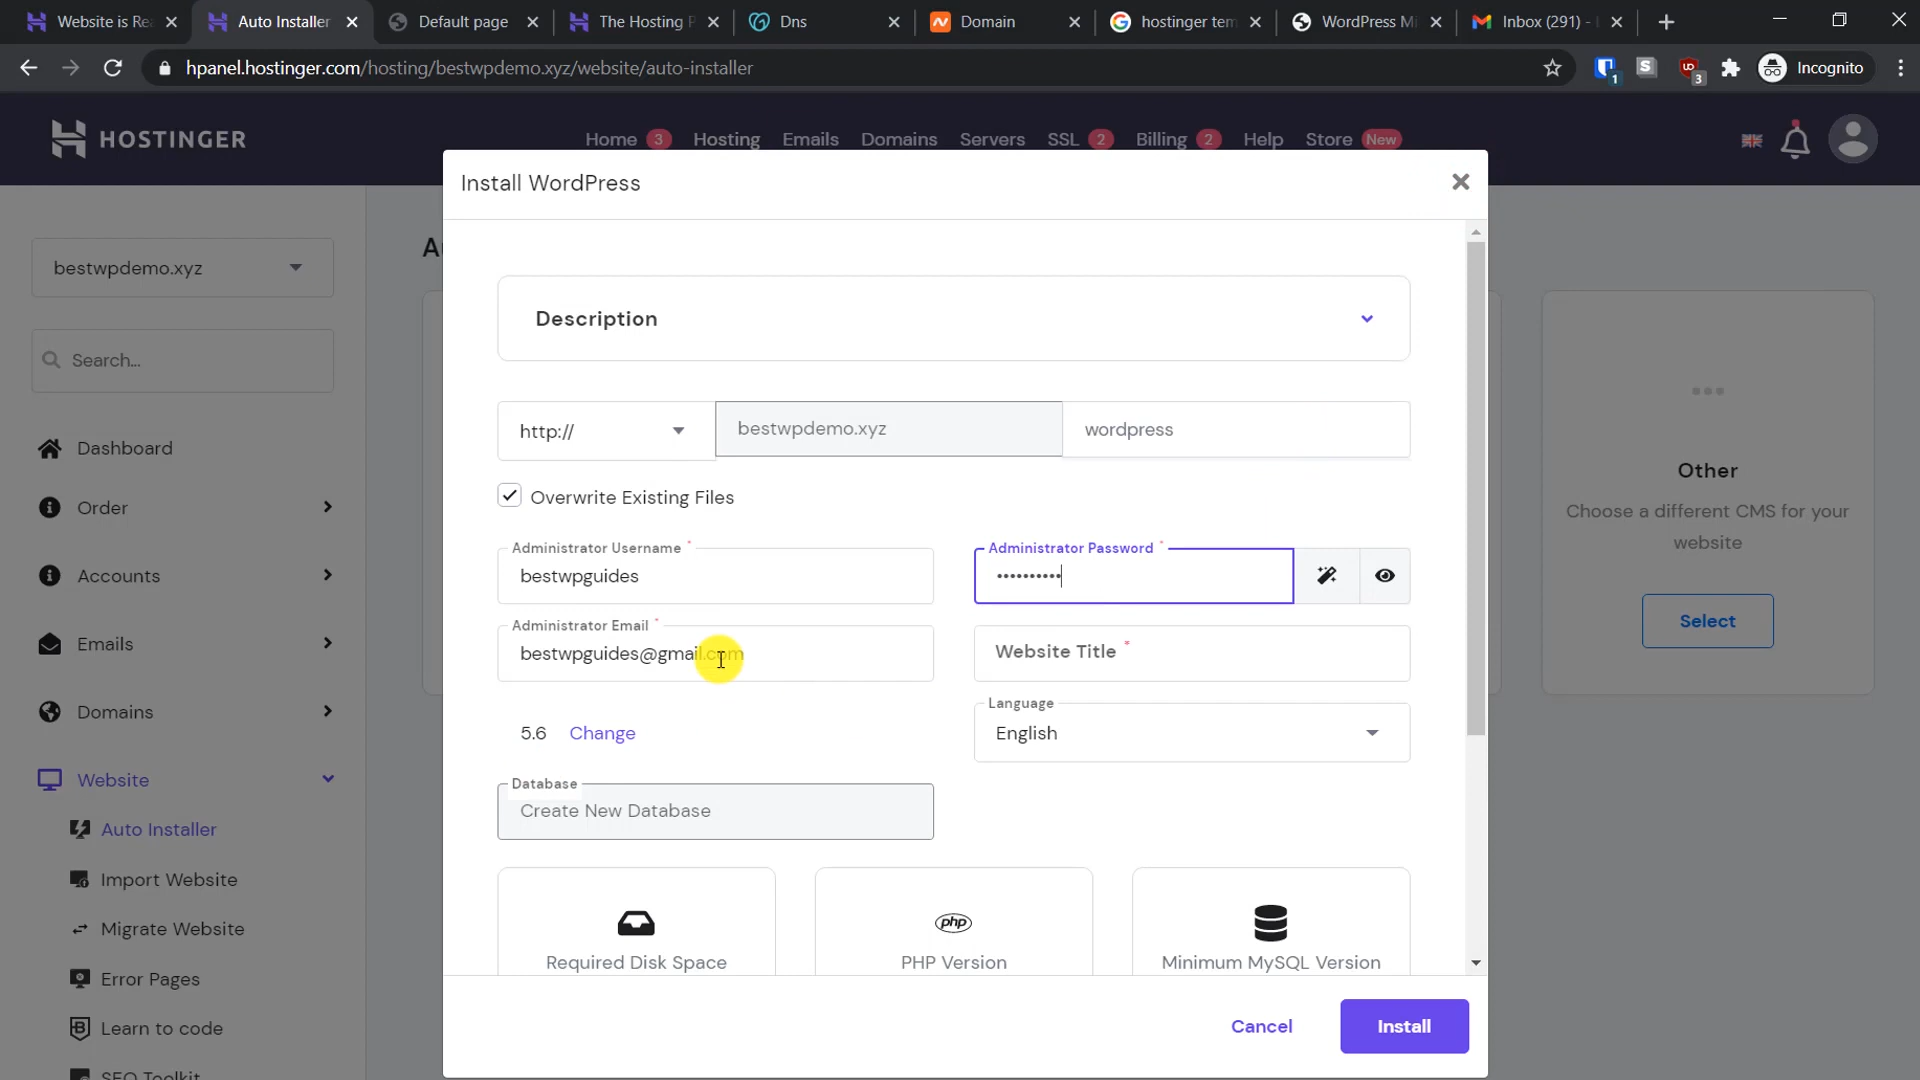 Website is Rea
Auto Installer
Default page
The Hosting P
Dns
Domain
hostinger tem
WordPress Mi
Inbox (291) -
hpanel.hostinger.com/hosting/bestwpdemo.xyz/website/auto-installer
1
S
3
Incognito
HOSTINGER
Home 3 Hosting Emails Domains Servers SSL 2 Billing 2 Help Store New
Install WordPress
bestwpdemo.xyz
Search...
Dashboard
Order
Accounts
Emails
Domains
Website
Auto Installer
Import Website
Migrate Website
Error Pages
Learn to code
SEO Toolkit
Description
http://
bestwpdemo.xyz
wordpress
Overwrite Existing Files
Administrator Username *
bestwpguides
Administrator Password *
••••••••••
Administrator Email *
bestwpguides@gmail.com
Website Title *
5.6 Change
Language
English
Database
Create New Database
Required Disk Space
php
PHP Version
Minimum MySQL Version
Cancel
Install
Other
Choose a different CMS for your
website
Select